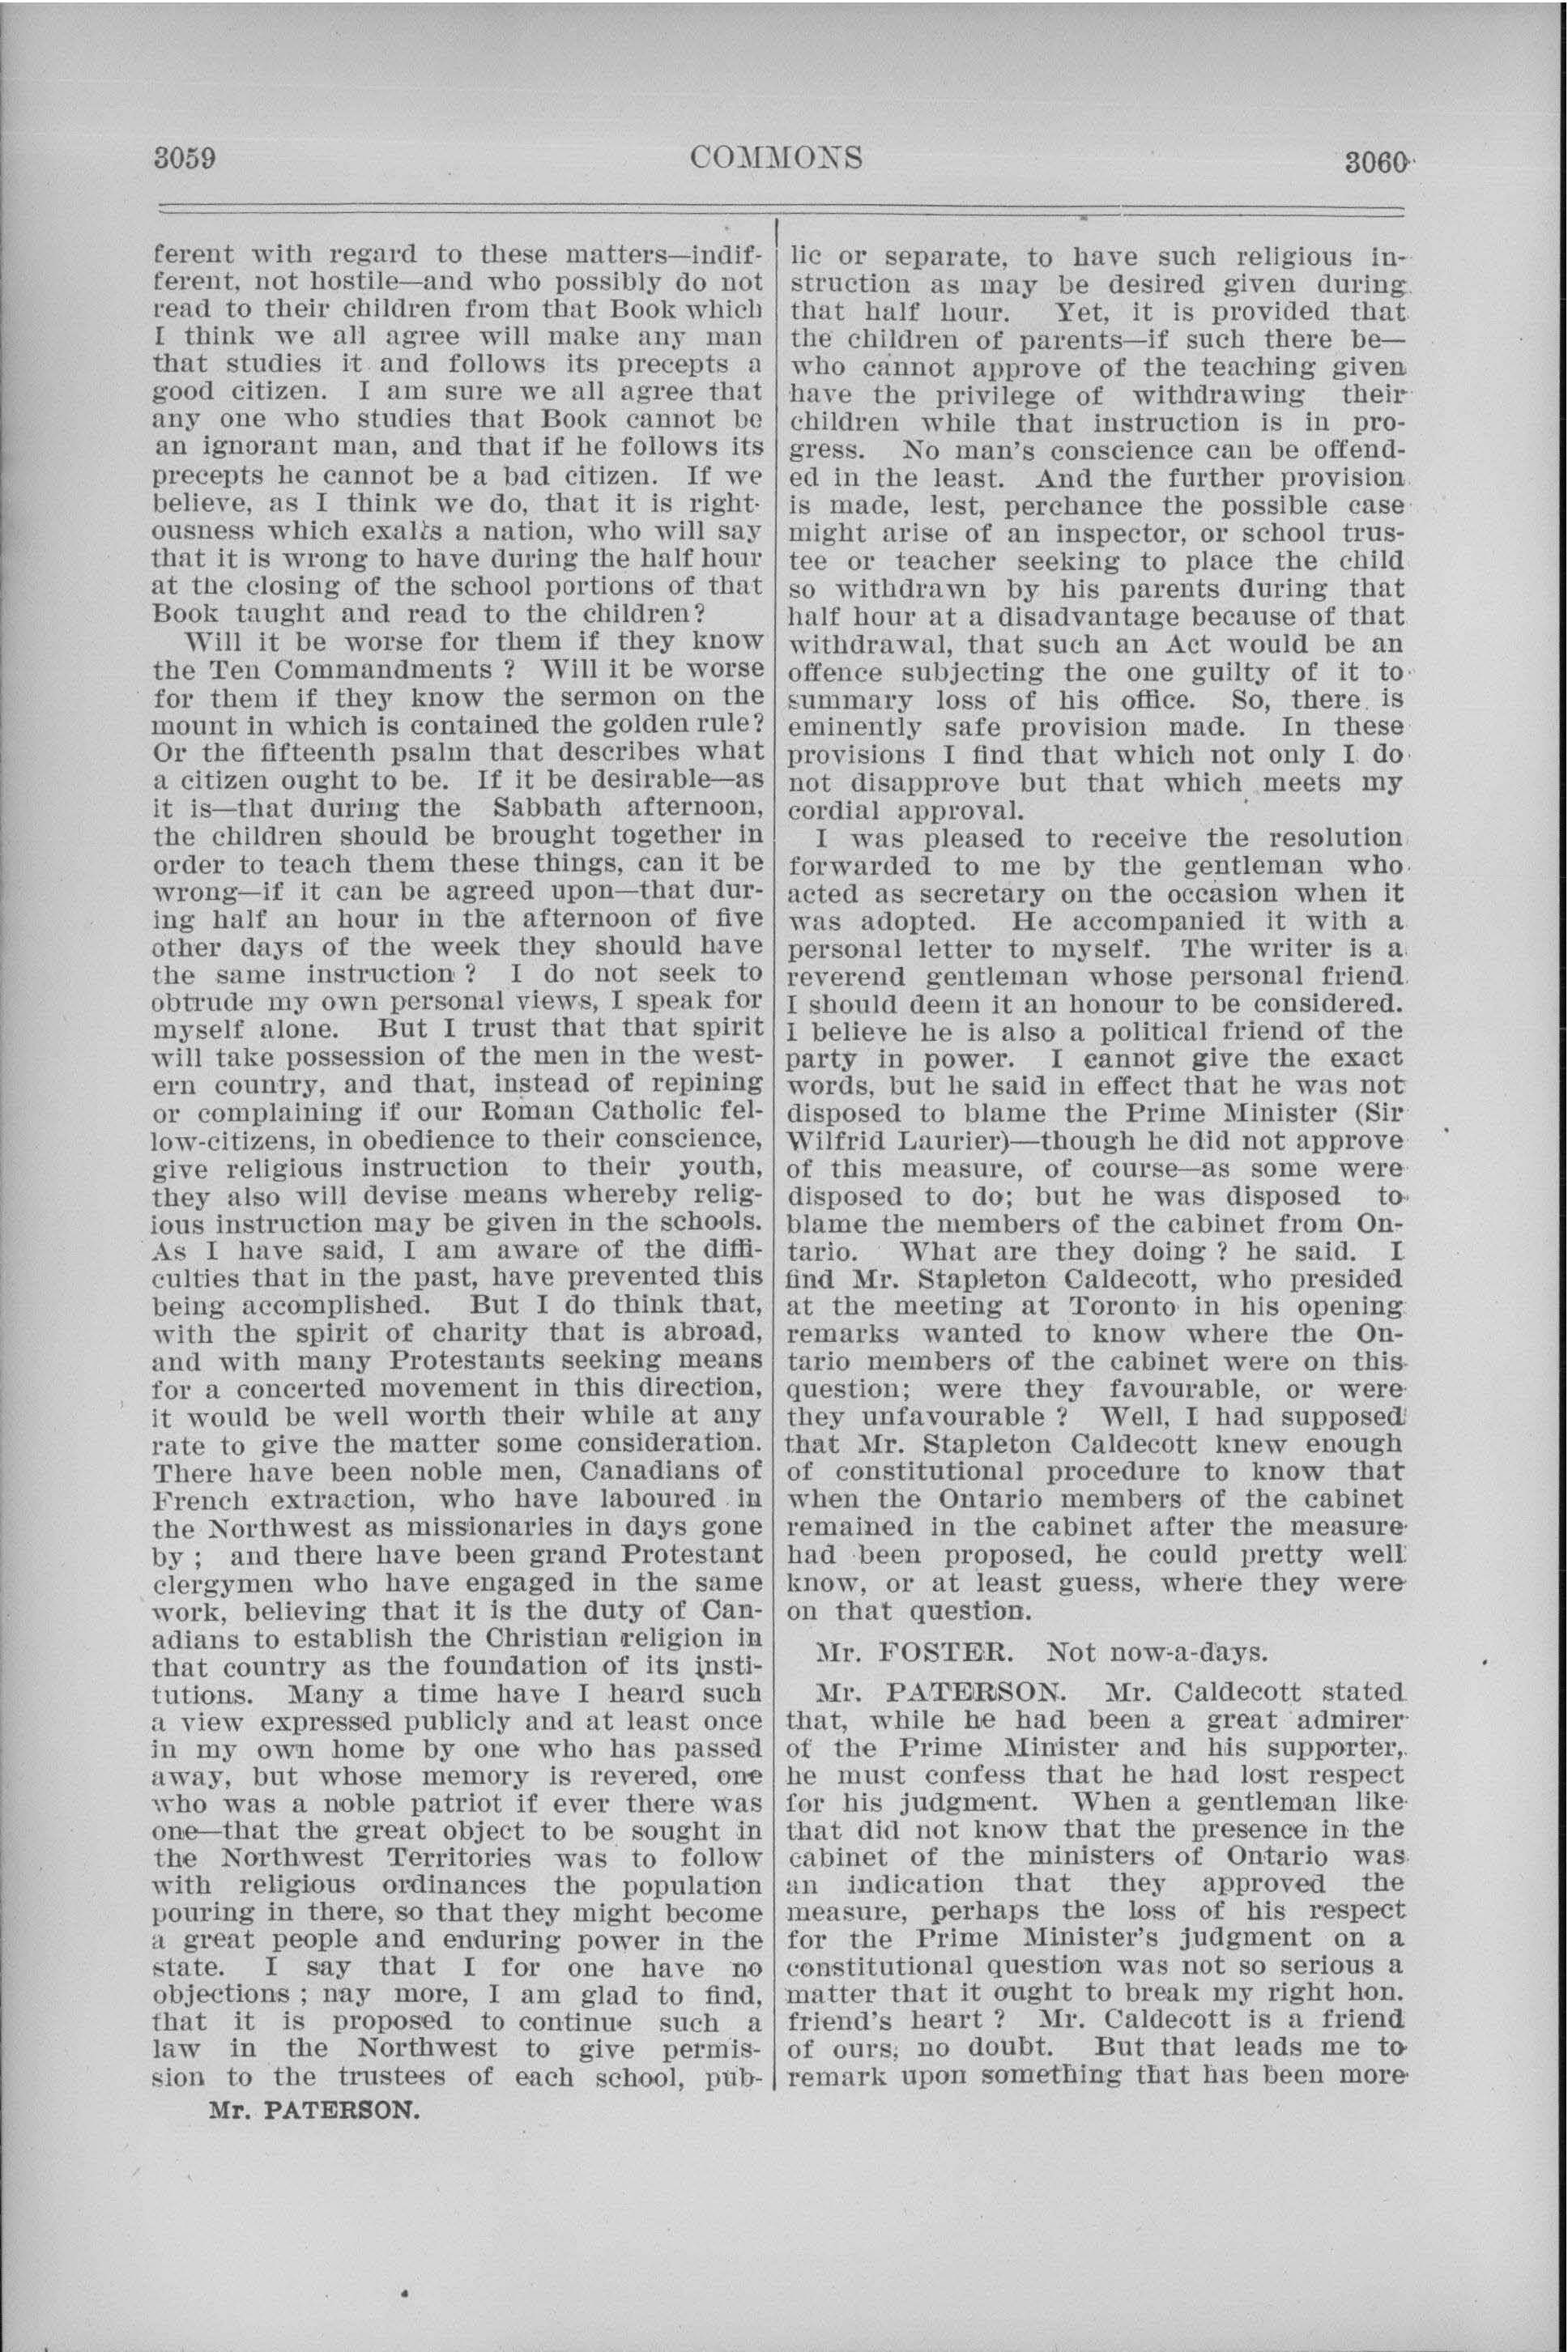 3059 COMMONS 3060
ferent with regard to these matters—indif-
ferent, not hostile—and who possibly do not
read to their children from that Book which
I think we all agree will make any man
that studies it and follows its precepts a
good citizen. I am sure we all agree that
any one who studies that Book cannot be
an ignorant man, and that if he follows its
precepts he cannot be a bad citizen. If we
believe, as I think we do, that it is right-
ousness which exalts a nation, who will say
that it is wrong to have during the half hour
at the closing of the school portions of that
Book taught and read to the children?
Will it be worse for them if they know
the Ten Commandments ? Will it be worse
for them if they know the sermon on the
mount in which is contained the golden rule?
Or the fifteenth psalm that describes what
a citizen ought to be. If it be desirable—as
it is—that during the Sabbath afternoon,
the children should be brought together in
order to teach them these things, can it be
wrong—if it can be agreed upon—that dur-
ing half an hour in the afternoon of five
other days of the week they should have
the same instruction ? I do not seek to
obtrude my own personal views, I speak for
myself alone. But I trust that that spirit
will take possession of the men in the west-
ern country, and that, instead of repining
or complaining if our Roman Catholic fel-
low-citizens, in obedience to their conscience,
give religious instruction to their youth,
they also will devise means whereby relig-
ious instruction may be given in the schools.
As I have said, I am aware of the diffi-
culties that in the past, have prevented this
being accomplished. But I do think that,
with the spirit of charity that is abroad,
and with many Protestants seeking means
for a concerted movement in this direction,
it would be well worth their while at any
rate to give the matter some consideration.
There have been noble men, Canadians of
French extraction, who have laboured in
the Northwest as missionaries in days gone
by ; and there have been grand Protestant
clergymen who have engaged in the same
work, believing that it is the duty of Can-
adians to establish the Christian religion in
that country as the foundation of its insti-
tutions. Many a time have I heard such
a view expressed publicly and at least once
in my own home by one who has passed
away, but whose memory is revered, one
who was a noble patriot if ever there was
one—that the great object to be sought in
the Northwest Territories was to follow
with religious ordinances the population
pouring in there, so that they might become
a great people and enduring power in the
state. I say that I for one have no
objections ; nay more, I am glad to find,
that it is proposed to continue such a
law in the Northwest to give permis-
sion to the trustees of each school, pub-
Mr. PATERSON.
lic or separate, to have such religious in-
struction as may be desired given during
that half hour. Yet, it is provided that
the children of parents—if such there be—
who cannot approve of the teaching given
have the privilege of withdrawing their
children while that instruction is in pro-
gress. No man's conscience can be offend-
ed in the least. And the further provision
is made, lest, perchance the possible case
might arise of an inspector, or school trus-
tee or teacher seeking to place the child
so withdrawn by his parents during that
half hour at a disadvantage because of that
withdrawal, that such an Act would be an
offence subjecting the one guilty of it to
summary loss of his office. So, there is
eminently safe provision made. In these
provisions I find that which not only I do
not disapprove but that which meets my
cordial approval.
I was pleased to receive the resolution
forwarded to me by the gentleman who
acted as secretary on the occasion when it
was adopted. He accompanied it with a
personal letter to myself. The writer is a
reverend gentleman whose personal friend
I should deem it an honour to be considered.
I believe he is also a political friend of the
party in power. I cannot give the exact
words, but he said in effect that he was not
disposed to blame the Prime Minister (Sir
Wilfrid Laurier)—though he did not approve
of this measure, of course—as some were
disposed to do; but he was disposed to
blame the members of the cabinet from On-
tario. What are they doing ? he said. I
find Mr. Stapleton Caldecott, who presided
at the meeting at Toronto in his opening
remarks wanted to know where the On-
tario members of the cabinet were on this
question; were they favourable, or were
they unfavourable ? Well, I had supposed
that Mr. Stapleton Caldecott knew enough
of constitutional procedure to know that
when the Ontario members of the cabinet
remained in the cabinet after the measure
had been proposed, he could pretty well
know, or at least guess, where they were
on that question.
Mr. FOSTER. Not now-a-days.
Mr. PATERSON. Mr. Caldecott stated
that, while he had been a great admirer
of the Prime Minister and his supporter,
he must confess that he had lost respect
for his judgment. When a gentleman like
that did not know that the presence in the
cabinet of the ministers of Ontario was
an indication that they approved the
measure, perhaps the loss of his respect
for the Prime Minister's judgment on a
constitutional question was not so serious a
matter that it ought to break my right hon.
friend's heart ? Mr. Caldecott is a friend
of ours, no doubt. But that leads me to
remark upon something that has been more